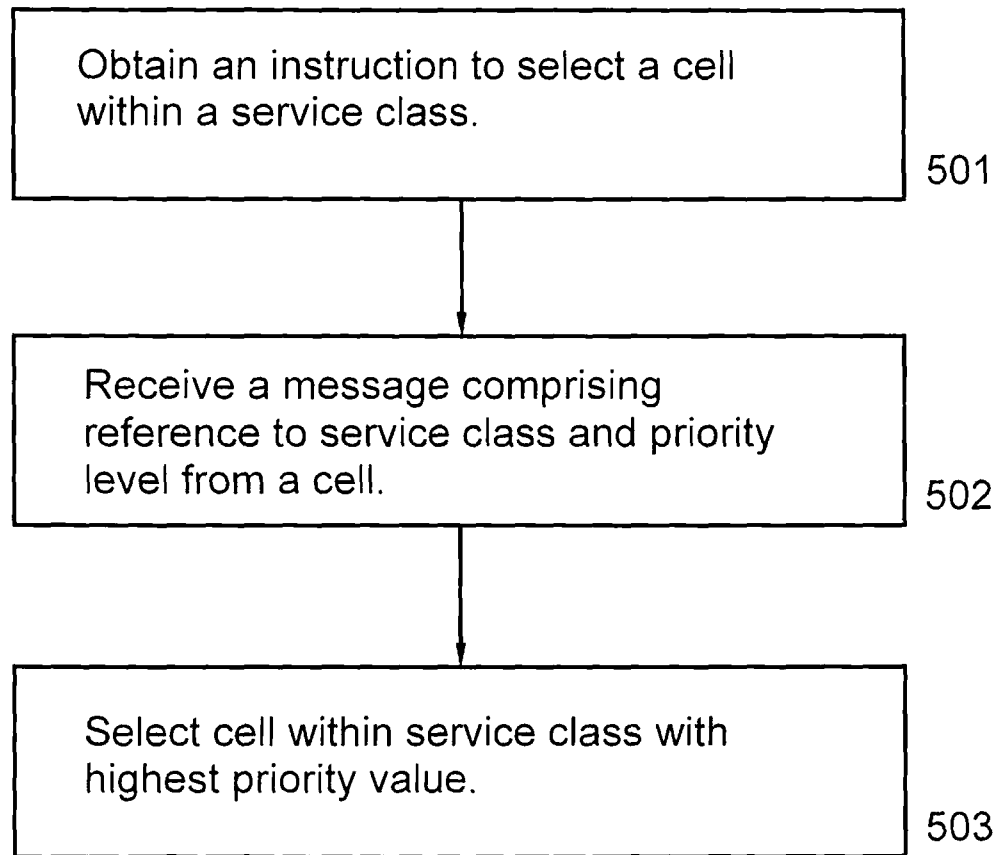 Obtain an instruction to select a cell
within a service class.
501
Receive a message comprising
reference to service class and priority
level from a cell.
502
Select cell within service class with
highest priority value.
503